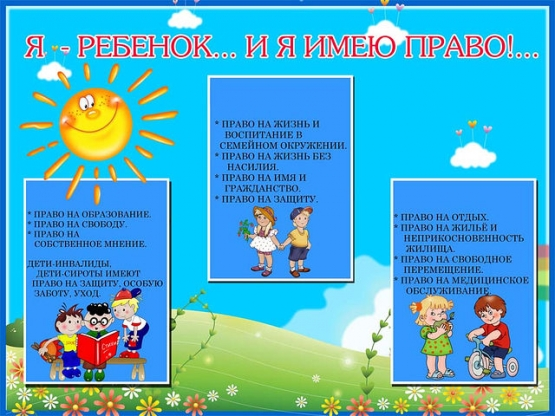 Я - РЕБЕНОК... И Я ИМЕЮ ПРАВО!...
* ПРАВО НА ЖИЗНЬ И
ВОСПИТАНИЕ В
СЕМЕЙНОМ ОКРУЖЕНИИ.
* ПРАВО НА ЖИЗНЬ БЕЗ
НАСИЛИЯ.
* ПРАВО НА ИМЯ И
ГРАЖДАНСТВО.
* ПРАВО НА ЗАЩИТУ.
* ПРАВО НА ОБРАЗОВАНИЕ.
* ПРАВО НА СВОБОДУ.
* ПРАВО НА
СОБСТВЕННОЕ МНЕНИЕ.
ДЕТИ-ИНВАЛИДЫ,
ДЕТИ-СИРОТЫ ИМЕЮТ
ПРАВО НА ЗАЩИТУ, ОСОБУЮ
ЗАБОТУ, УХОД.
* ПРАВО НА ОТДЫХ.
* ПРАВО НА ЖИЛЬЁ И
НЕПРИКОСНОВЕННОСТЬ
ЖИЛИЩА.
* ПРАВО НА СВОБОДНОЕ
ПЕРЕМЕЩЕНИЕ.
* ПРАВО НА МЕДИЦИНСКОЕ
ОБСЛУЖИВАНИЕ